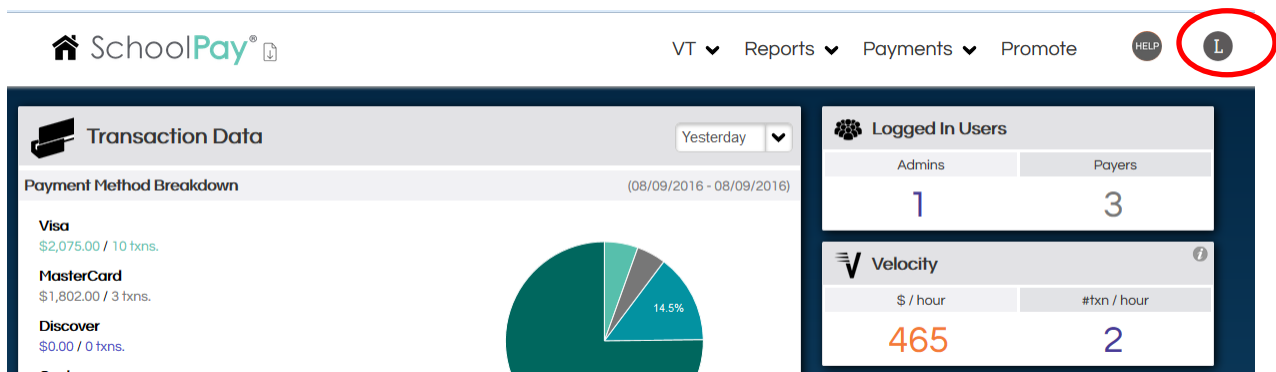 SchoolPay® VT Reports Payments Promote HELP L
Transaction Data Yesterday
Payment Method Breakdown (08/09/2016 - 08/09/2016)
Visa
$2,075.00 / 10 txns.
MasterCard
$1,802.00 / 3 txns.
Discover
$0.00 / 0 txns.
14.5%
Logged In Users
Admins Payers
1 3
Velocity i
$ / hour #txn / hour
465 2